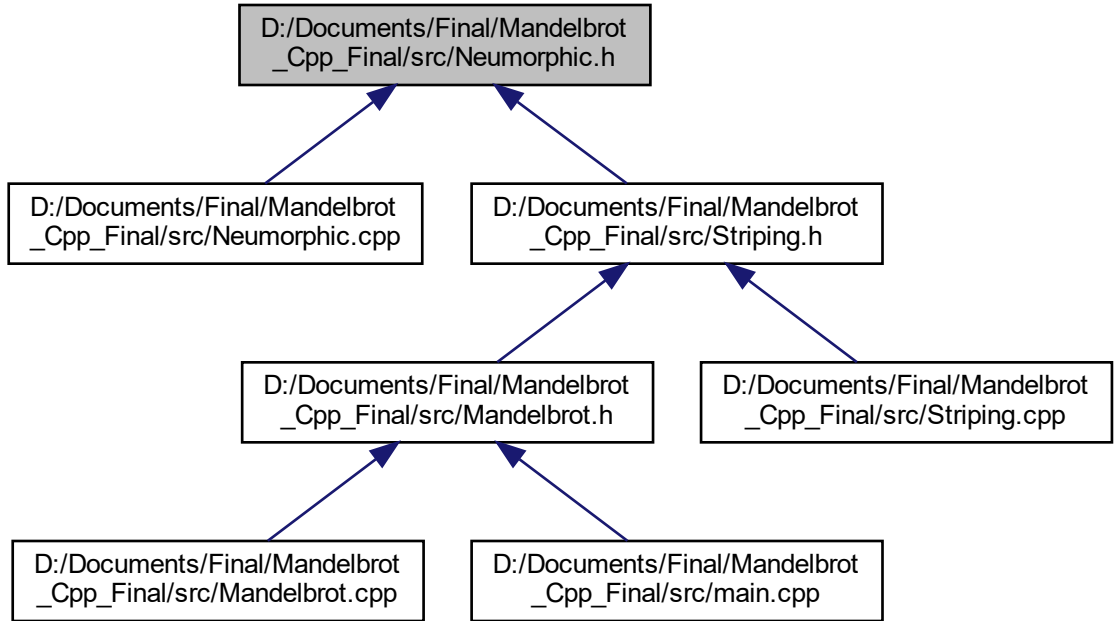 D:/Documents/Final/Mandelbrot
_Cpp_Final/src/Neumorphic.h
D:/Documents/Final/Mandelbrot
_Cpp_Final/src/Neumorphic.cpp
D:/Documents/Final/Mandelbrot
_Cpp_Final/src/Striping.h
D:/Documents/Final/Mandelbrot
_Cpp_Final/src/Mandelbrot.h
D:/Documents/Final/Mandelbrot
_Cpp_Final/src/Striping.cpp
D:/Documents/Final/Mandelbrot
_Cpp_Final/src/Mandelbrot.cpp
D:/Documents/Final/Mandelbrot
_Cpp_Final/src/main.cpp